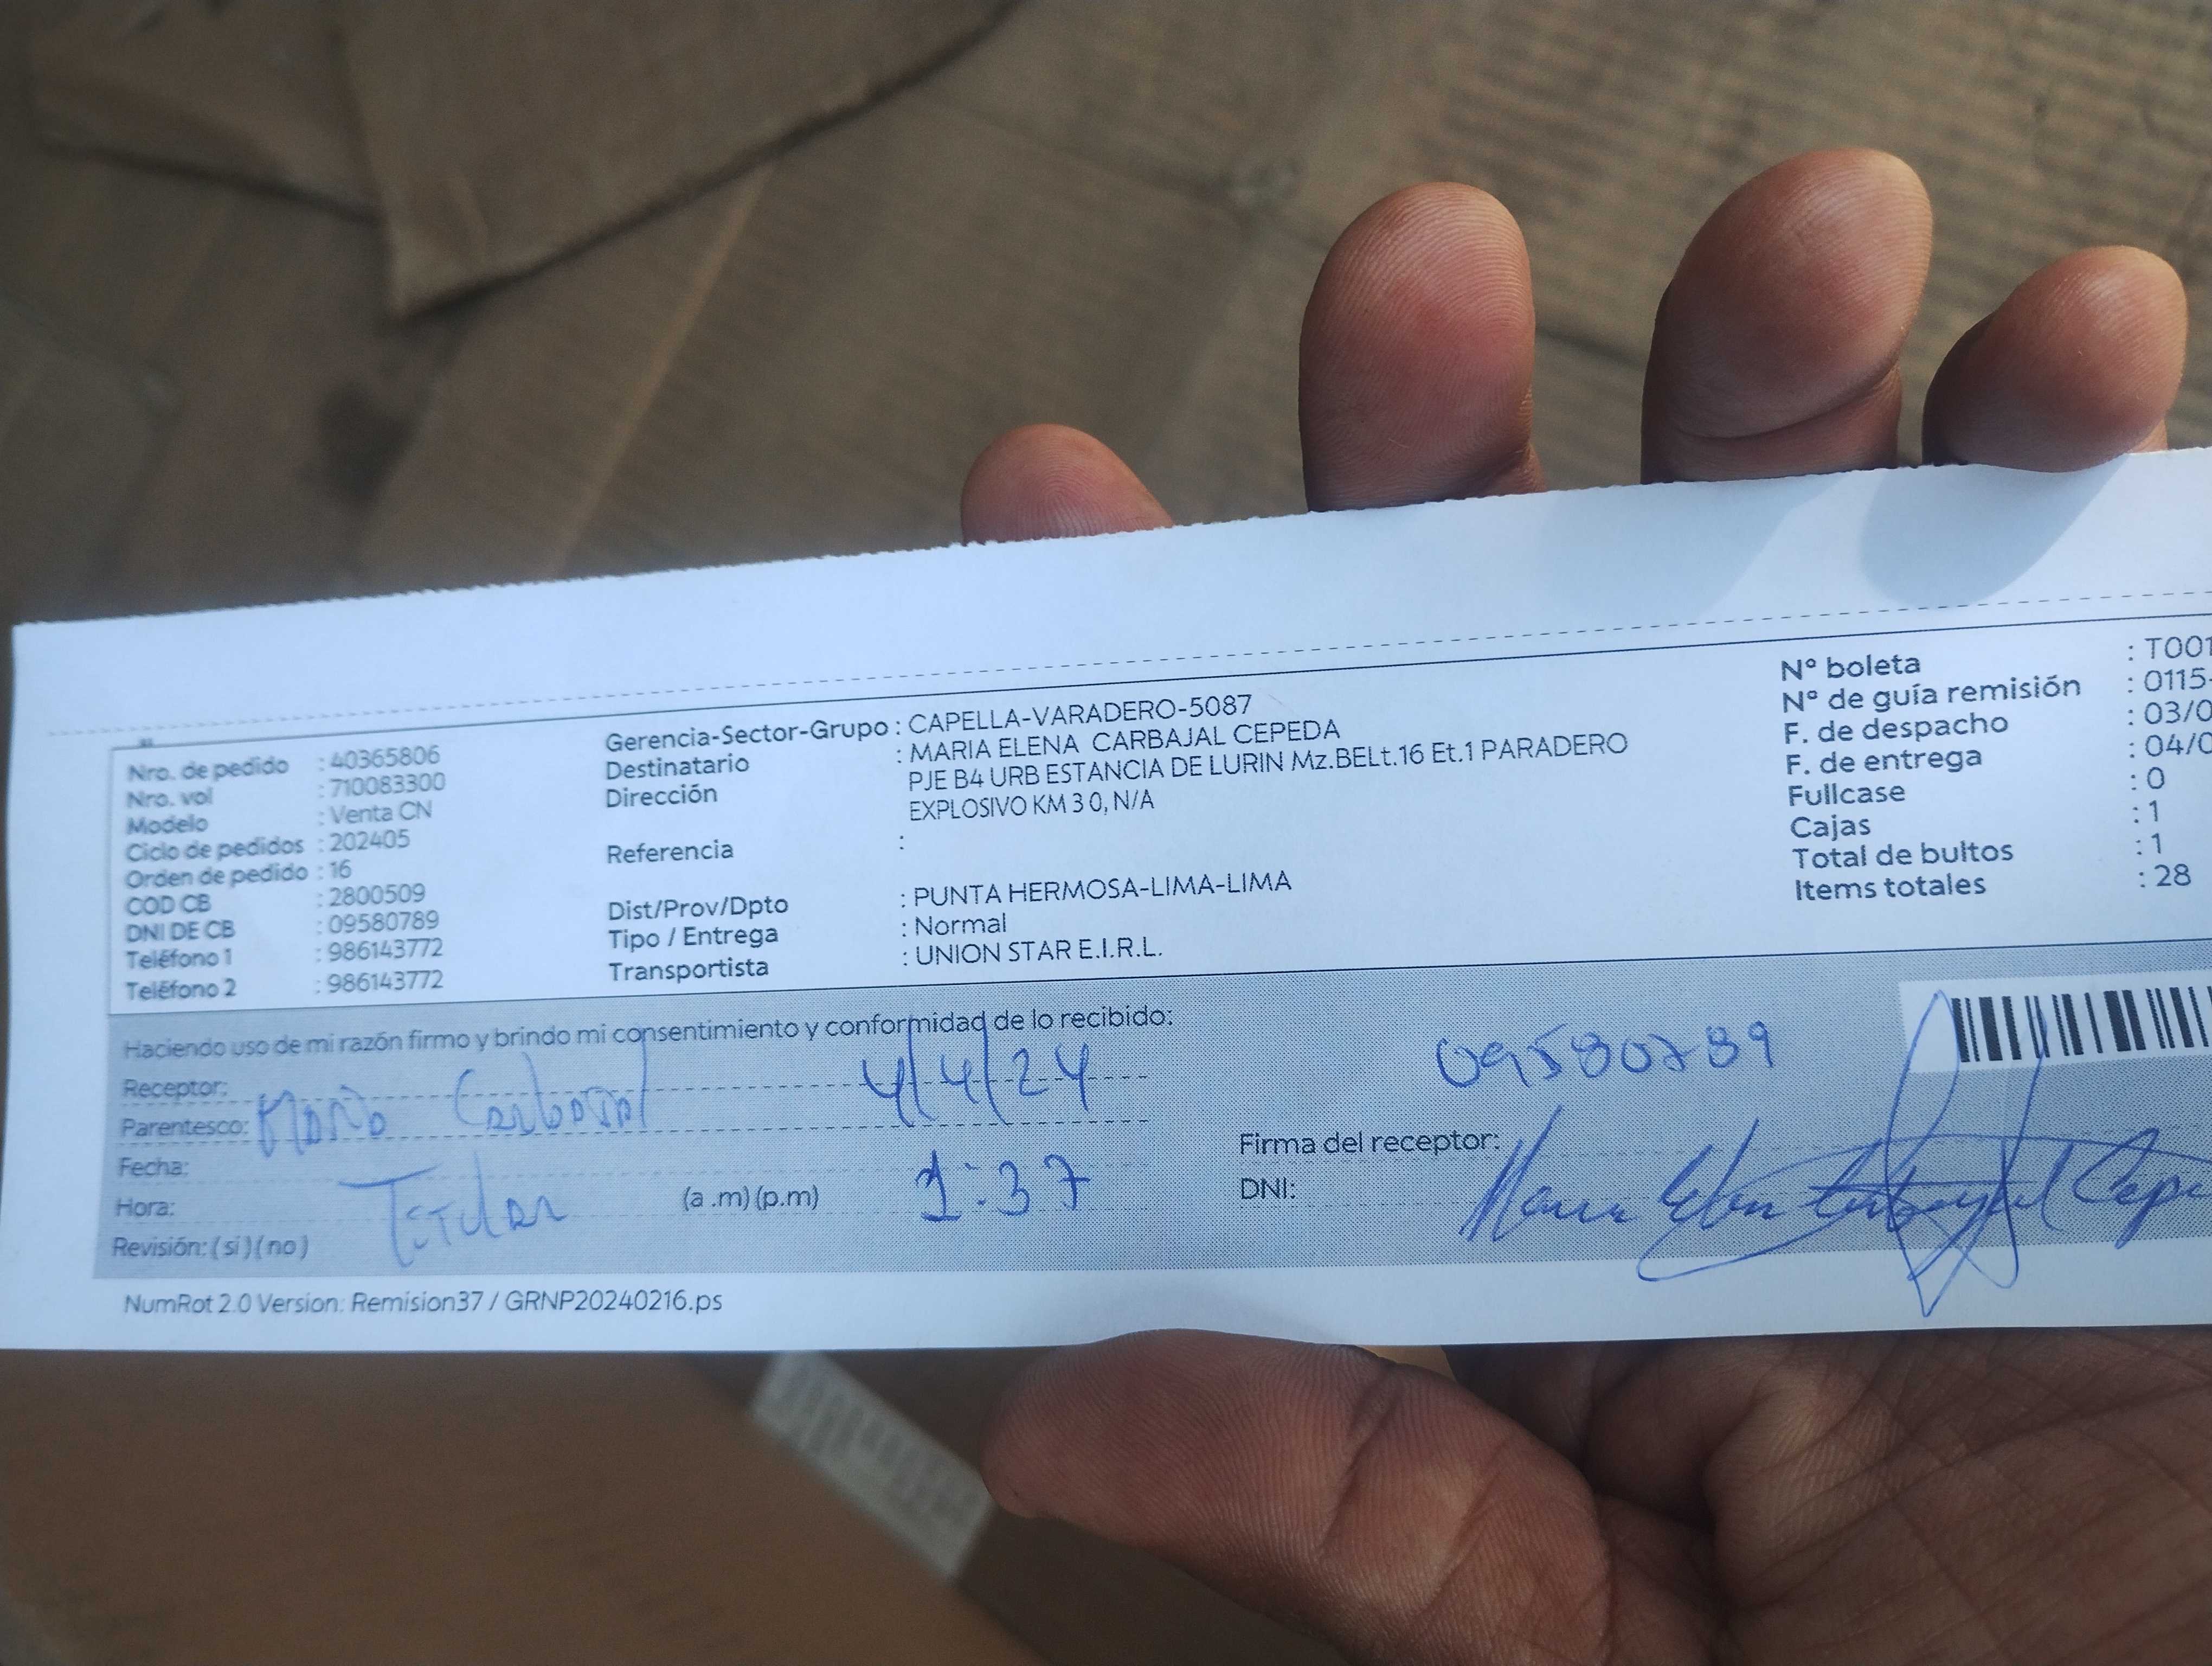 Nro. de pedido : 40365806
Nro. vol : 710083300
Modelo : Venta CN
Ciclo de pedidos : 202405
Orden de pedido : 16
COD CB : 2800509
DNI DE CB : 09580789
Teléfono 1 : 986143772
Teléfono 2 : 986143772
Gerencia-Sector-Grupo : CAPELLA-VARADERO-5087
Destinatario : MARIA ELENA CARBAJAL CEPEDA
Dirección PJE B4 URB ESTANCIA DE LURIN Mz.BELt.16 Et.1 PARADERO
EXPLOSIVO KM 3 0, N/A
Referencia :
Dist/Prov/Dpto : PUNTA HERMOSA-LIMA-LIMA
Tipo / Entrega : Normal
Transportista : UNION STAR E.I.R.L.
N° boleta : T001
N° de guía remisión : 0115-
F. de despacho : 03/0
F. de entrega : 04/0
Fullcase : 0
Cajas : 1
Total de bultos : 1
Items totales : 28
Haciendo uso de mi razón firmo y brindo mi consentimiento y conformidad de lo recibido:
Receptor: 4/4/24 09580789
Parentesco: Maria Carbajal
Fecha: Firma del receptor:
Hora: Titular (a .m) (p.m) 1:37 DNI: Maria Elena Carbajal Cepe
Revisión: ( si ) ( no )
NumRot 2.0 Version: Remision37 / GRNP20240216.ps